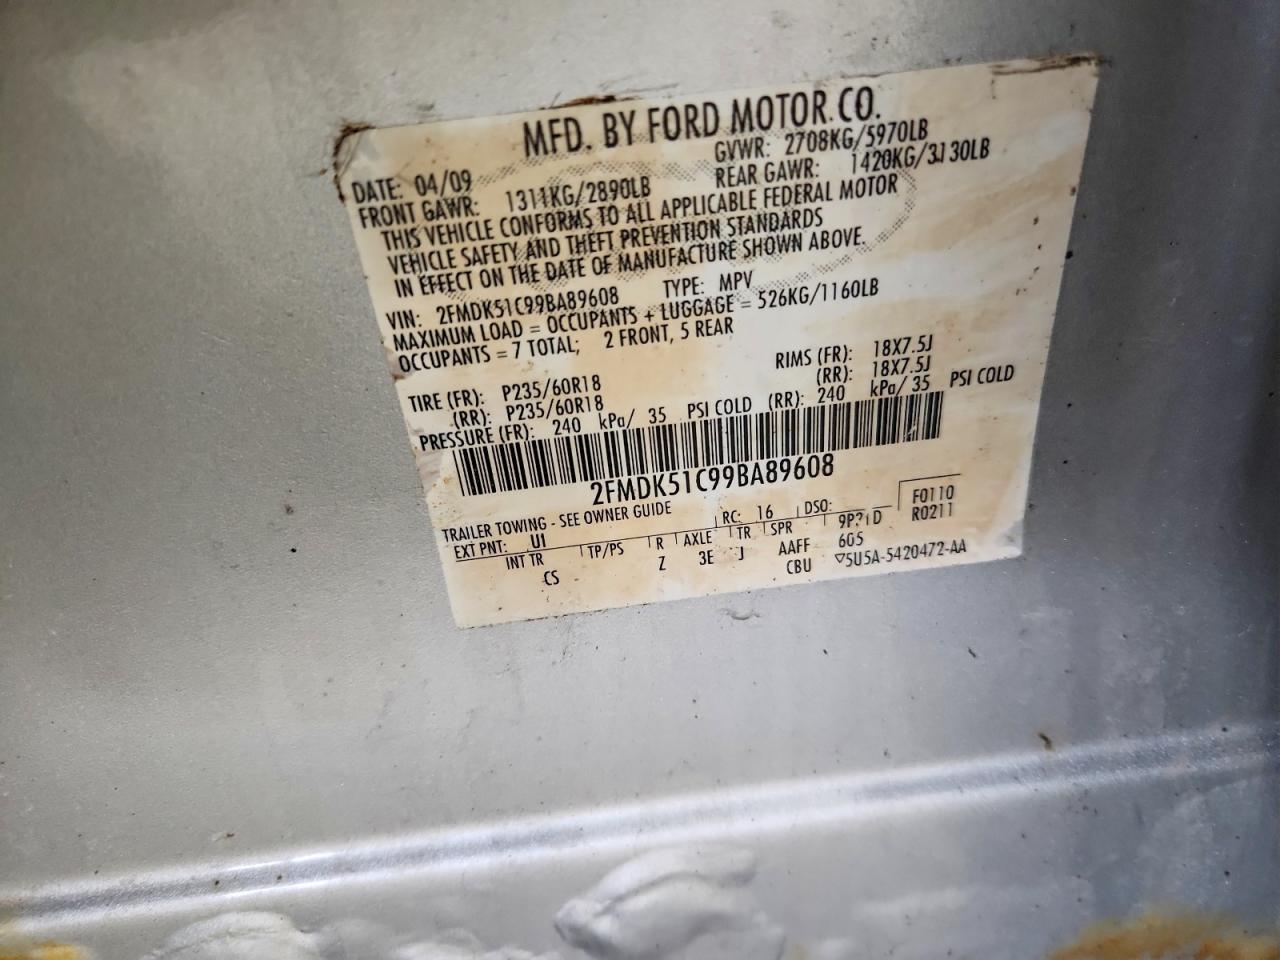 MFD. BY FORD MOTOR CO.
DATE: 04/09 GVWR: 2708KG/5970LB
FRONT GAWR: 1311KG/2890LB REAR GAWR: 1420KG/3130LB
THIS VEHICLE CONFORMS TO ALL APPLICABLE FEDERAL MOTOR
VEHICLE SAFETY AND THEFT PREVENTION STANDARDS
IN EFFECT ON THE DATE OF MANUFACTURE SHOWN ABOVE.
VIN: 2FMDK51C99BA89608 TYPE: MPV
MAXIMUM LOAD = OCCUPANTS + LUGGAGE = 526KG/1160LB
OCCUPANTS = 7 TOTAL; 2 FRONT, 5 REAR
TIRE (FR): P235/60R18 RIMS (FR): 18X7.5J
(RR): P235/60R18 (RR): 18X7.5J
PRESSURE (FR): 240 kPa/ 35 PSI COLD (RR): 240 kPa/ 35 PSI COLD
2FMDK51C99BA89608
TRAILER TOWING - SEE OWNER GUIDE
EXT PNT: U1 RC: 16 DSO: F0110
INT TR TP/PS R AXLE TR SPR R0211
CS Z 3E J AAFF 605
CBU ▽5U5A-5420472-AA